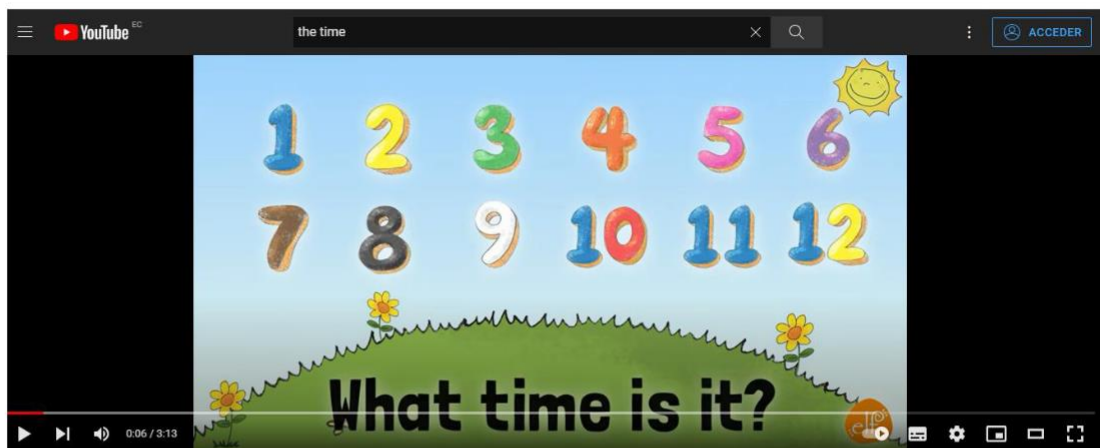 YouTube EC
the time
ACCEDER
1 2 3 4 5 6
7 8 9 10 11 12
What time is it?
elf
0:06 / 3:13